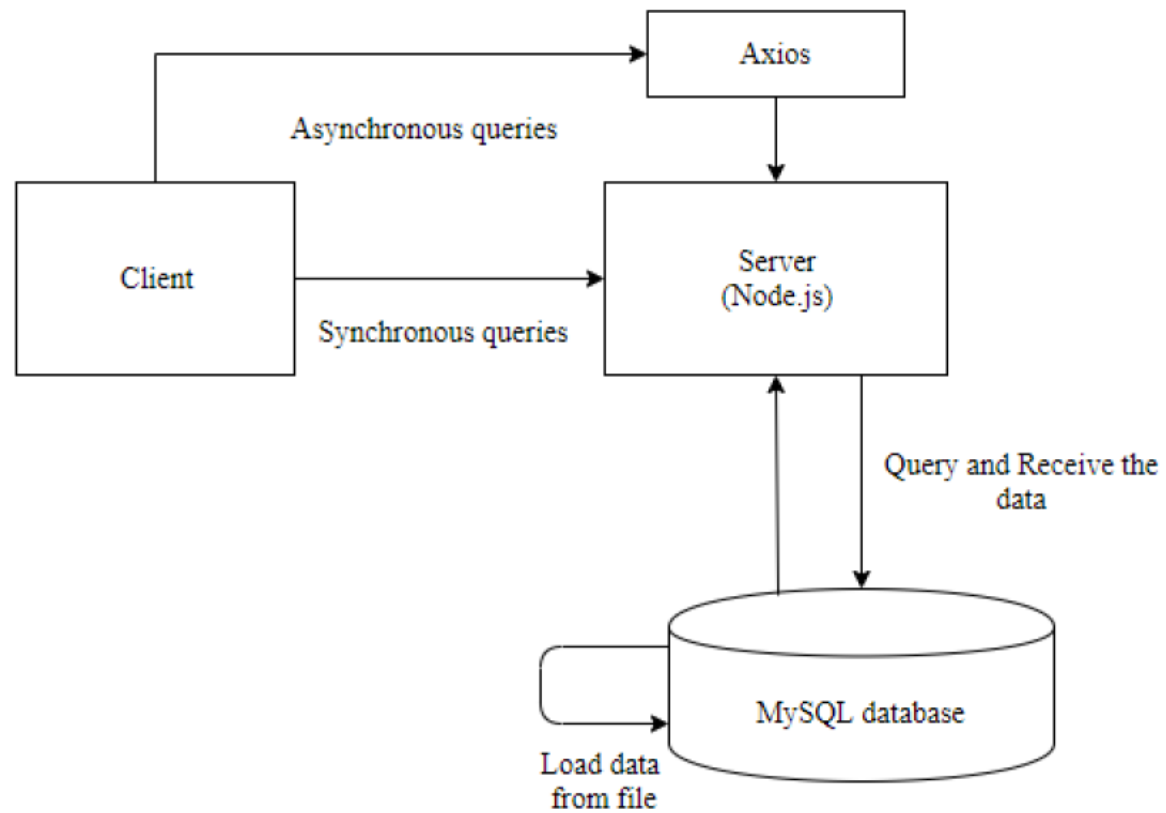 Axios
Asynchronous queries
Client
Server
(Node.js)
Synchronous queries
Query and Receive the
data
MySQL database
Load data
from file